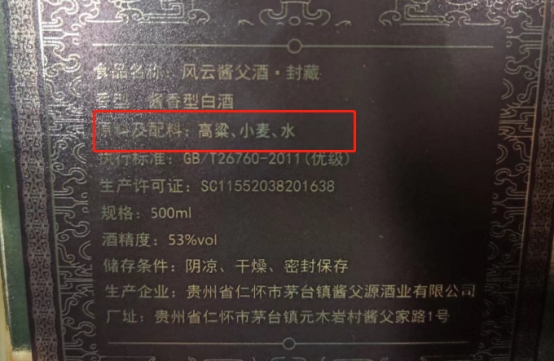 食品名称：风云酱父酒·封藏
香型：酱香型白酒
原料及配料：高粱、小麦、水
执行标准：GB/T26760-2011(优级)
生产许可证：SC11552038201638
规格：500ml
酒精度：53%vol
储存条件：阴凉、干燥、密封保存
生产企业：贵州省仁怀市茅台镇酱父源酒业有限公司
厂址：贵州省仁怀市茅台镇元木岩村酱父家路1号